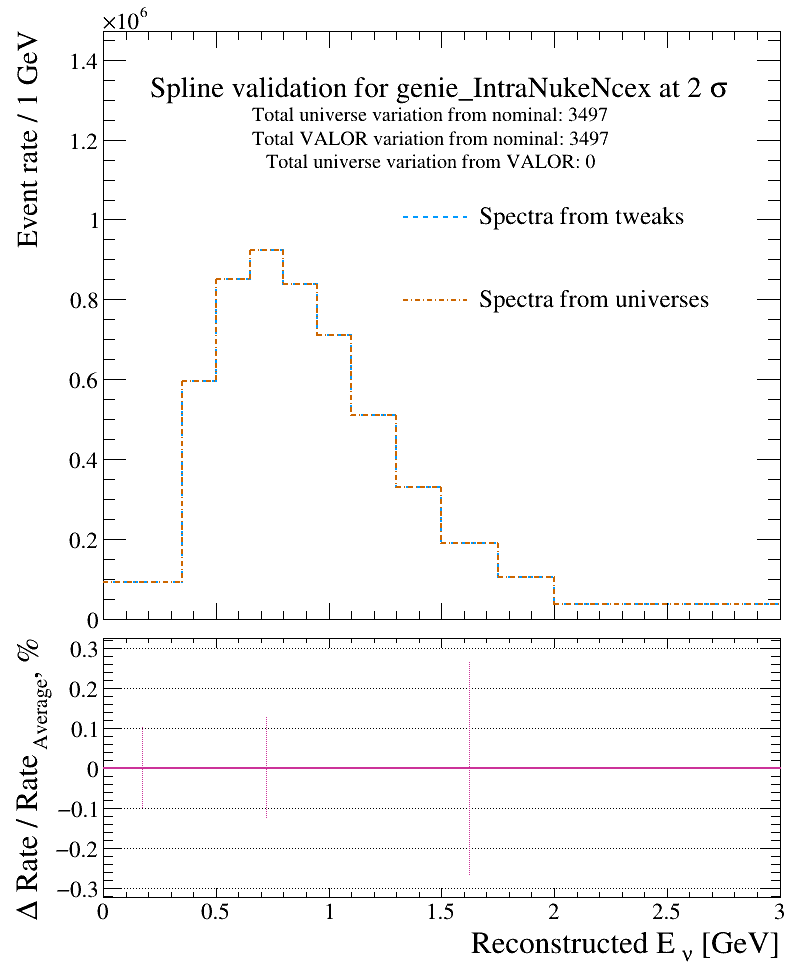 ×10⁶
Event rate / 1 GeV
Spline validation for genie_IntraNukeNcex at 2 σ
Total universe variation from nominal: 3497
Total VALOR variation from nominal: 3497
Total universe variation from VALOR: 0
Spectra from tweaks
Spectra from universes
1.4
1.2
1
0.8
0.6
0.4
0.2
0
Δ Rate / Rate Average, %
0.3
0.2
0.1
0
−0.1
−0.2
−0.3
0 0.5 1 1.5 2 2.5 3
Reconstructed E ν [GeV]